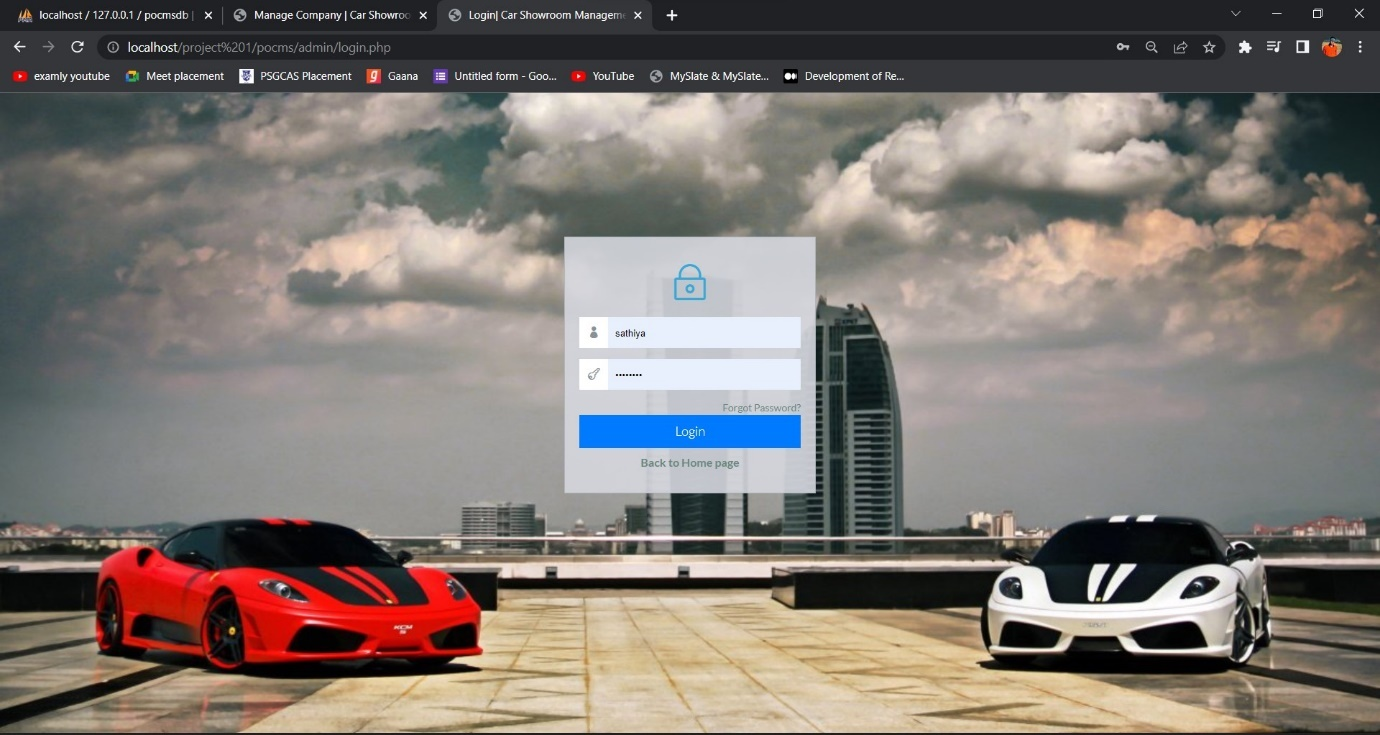 localhost / 127.0.0.1 / pocmsdb |
Manage Company | Car Showroo
Login| Car Showroom Manageme
localhost/project%201/pocms/admin/login.php
examly youtube
Meet placement
PSGCAS Placement
Gaana
Untitled form - Goo...
YouTube
MySlate & MySlate...
Development of Re...
sathiya
••••••••
Forgot Password?
Login
Back to Home page